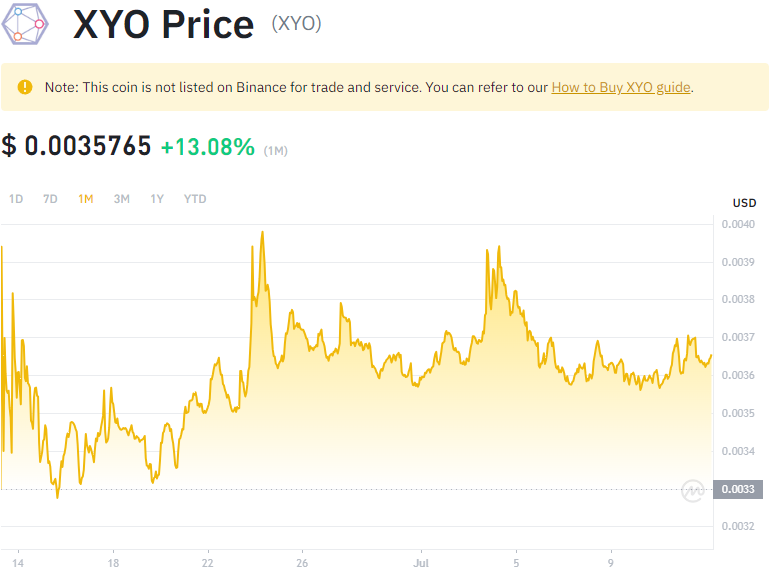 XYO Price (XYO)
Note: This coin is not listed on Binance for trade and service. You can refer to our How to Buy XYO guide.
$ 0.0035765 +13.08% (1M)
1D 7D 1M 3M 1Y YTD
USD
0.0040
0.0039
0.0038
0.0037
0.0036
0.0035
0.0034
0.0033
0.0032
14 18 22 26 Jul 5 9